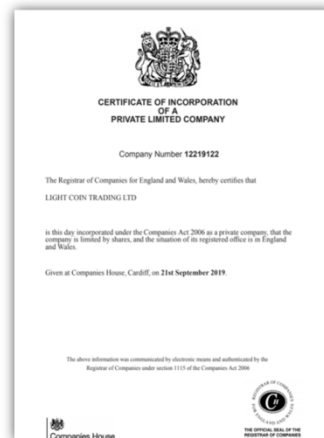 CERTIFICATE OF INCORPORATION
OF A
PRIVATE LIMITED COMPANY
Company Number 12219122
The Registrar of Companies for England and Wales, hereby certifies that
LIGHT COIN TRADING LTD
is this day incorporated under the Companies Act 2006 as a private company, that the
company is limited by shares, and the situation of its registered office is in England
and Wales.
Given at Companies House, Cardiff, on 21st September 2019.
The above information was communicated by electronic means and authenticated by the
Registrar of Companies under section 1115 of the Companies Act 2006
Companies House
THE OFFICIAL SEAL OF THE
REGISTRAR OF COMPANIES